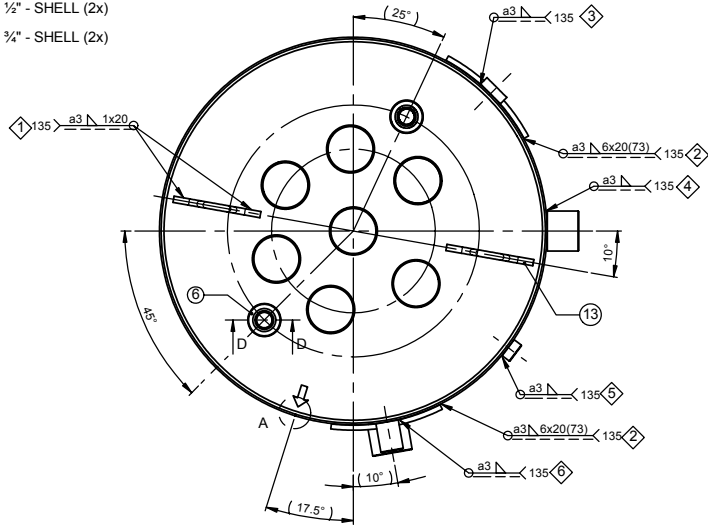 ½" - SHELL (2x)
¾" - SHELL (2x)
(25°)
a3 135 3
1 135 a3 1x20
a3 6x20(73) 135 2
a3 135 4
10°
6
13
45°
D D
a3 135 5
A
a3 6x20(73) 135 2
a3 135 6
(10°)
(17.5°)